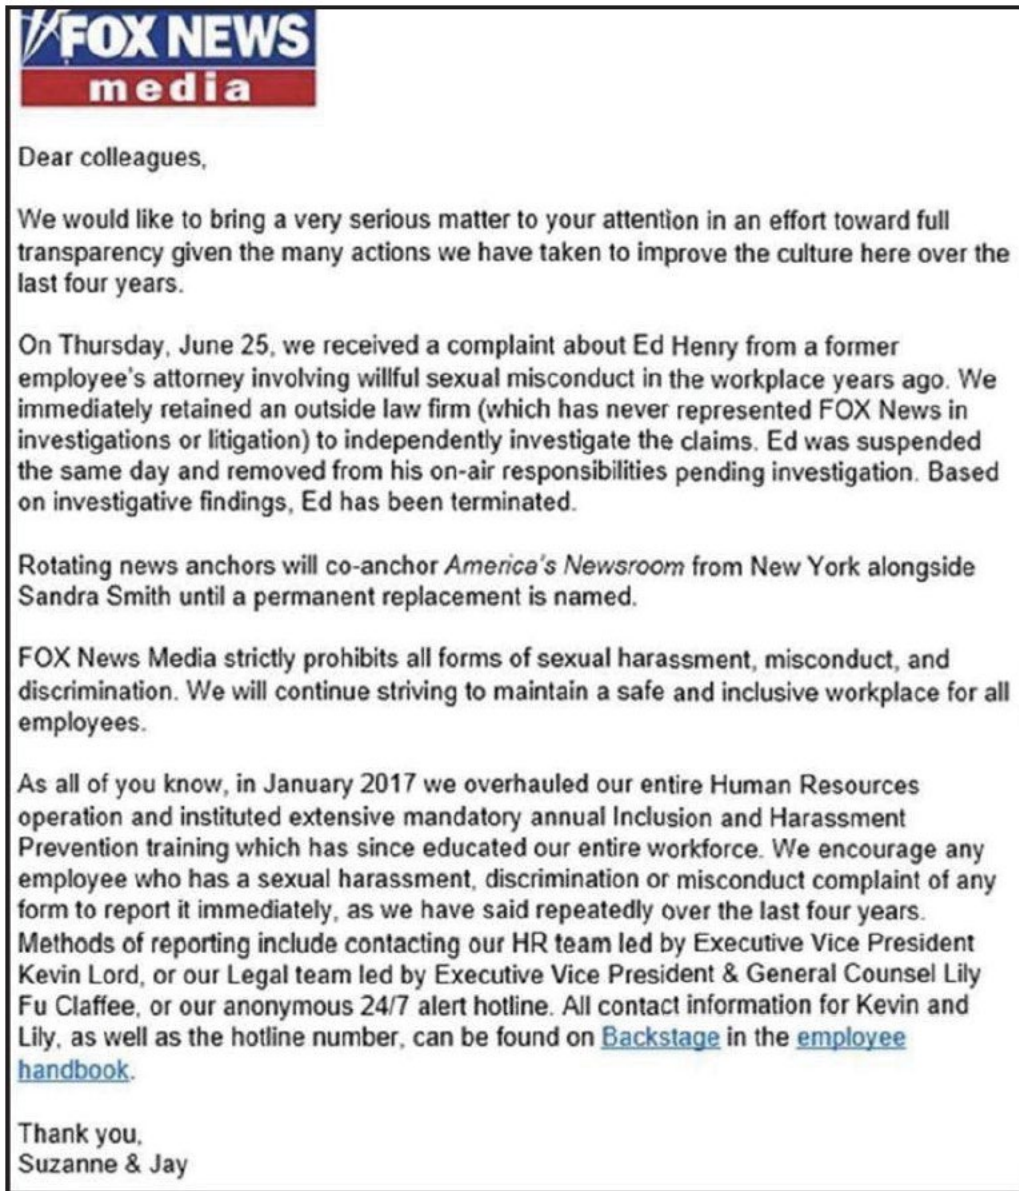 FOX NEWS
media
Dear colleagues,
We would like to bring a very serious matter to your attention in an effort toward full
transparency given the many actions we have taken to improve the culture here over the
last four years.
On Thursday, June 25, we received a complaint about Ed Henry from a former
employee's attorney involving willful sexual misconduct in the workplace years ago. We
immediately retained an outside law firm (which has never represented FOX News in
investigations or litigation) to independently investigate the claims. Ed was suspended
the same day and removed from his on-air responsibilities pending investigation. Based
on investigative findings, Ed has been terminated.
Rotating news anchors will co-anchor America's Newsroom from New York alongside
Sandra Smith until a permanent replacement is named.
FOX News Media strictly prohibits all forms of sexual harassment, misconduct, and
discrimination. We will continue striving to maintain a safe and inclusive workplace for all
employees.
As all of you know, in January 2017 we overhauled our entire Human Resources
operation and instituted extensive mandatory annual Inclusion and Harassment
Prevention training which has since educated our entire workforce. We encourage any
employee who has a sexual harassment, discrimination or misconduct complaint of any
form to report it immediately, as we have said repeatedly over the last four years.
Methods of reporting include contacting our HR team led by Executive Vice President
Kevin Lord, or our Legal team led by Executive Vice President & General Counsel Lily
Fu Claffee, or our anonymous 24/7 alert hotline. All contact information for Kevin and
Lily, as well as the hotline number, can be found on Backstage in the employee
handbook.
Thank you,
Suzanne & Jay